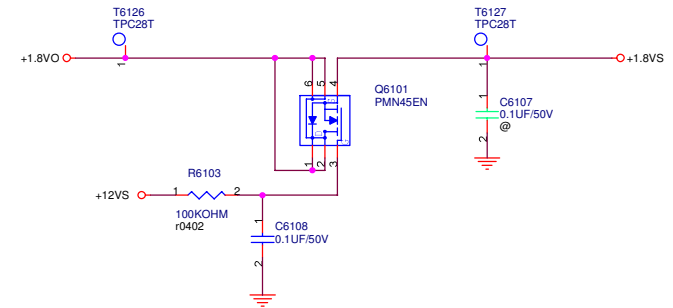 T6126
TPC28T
T6127
TPC28T
+1.8VO
1
1
+1.8VS
6
5
4
Q6101
PMN45EN
S
D
G
1
2
3
1
C6107
0.1UF/50V
@
2
R6103
+12VS
1
2
100KOHM
r0402
1
C6108
0.1UF/50V
2